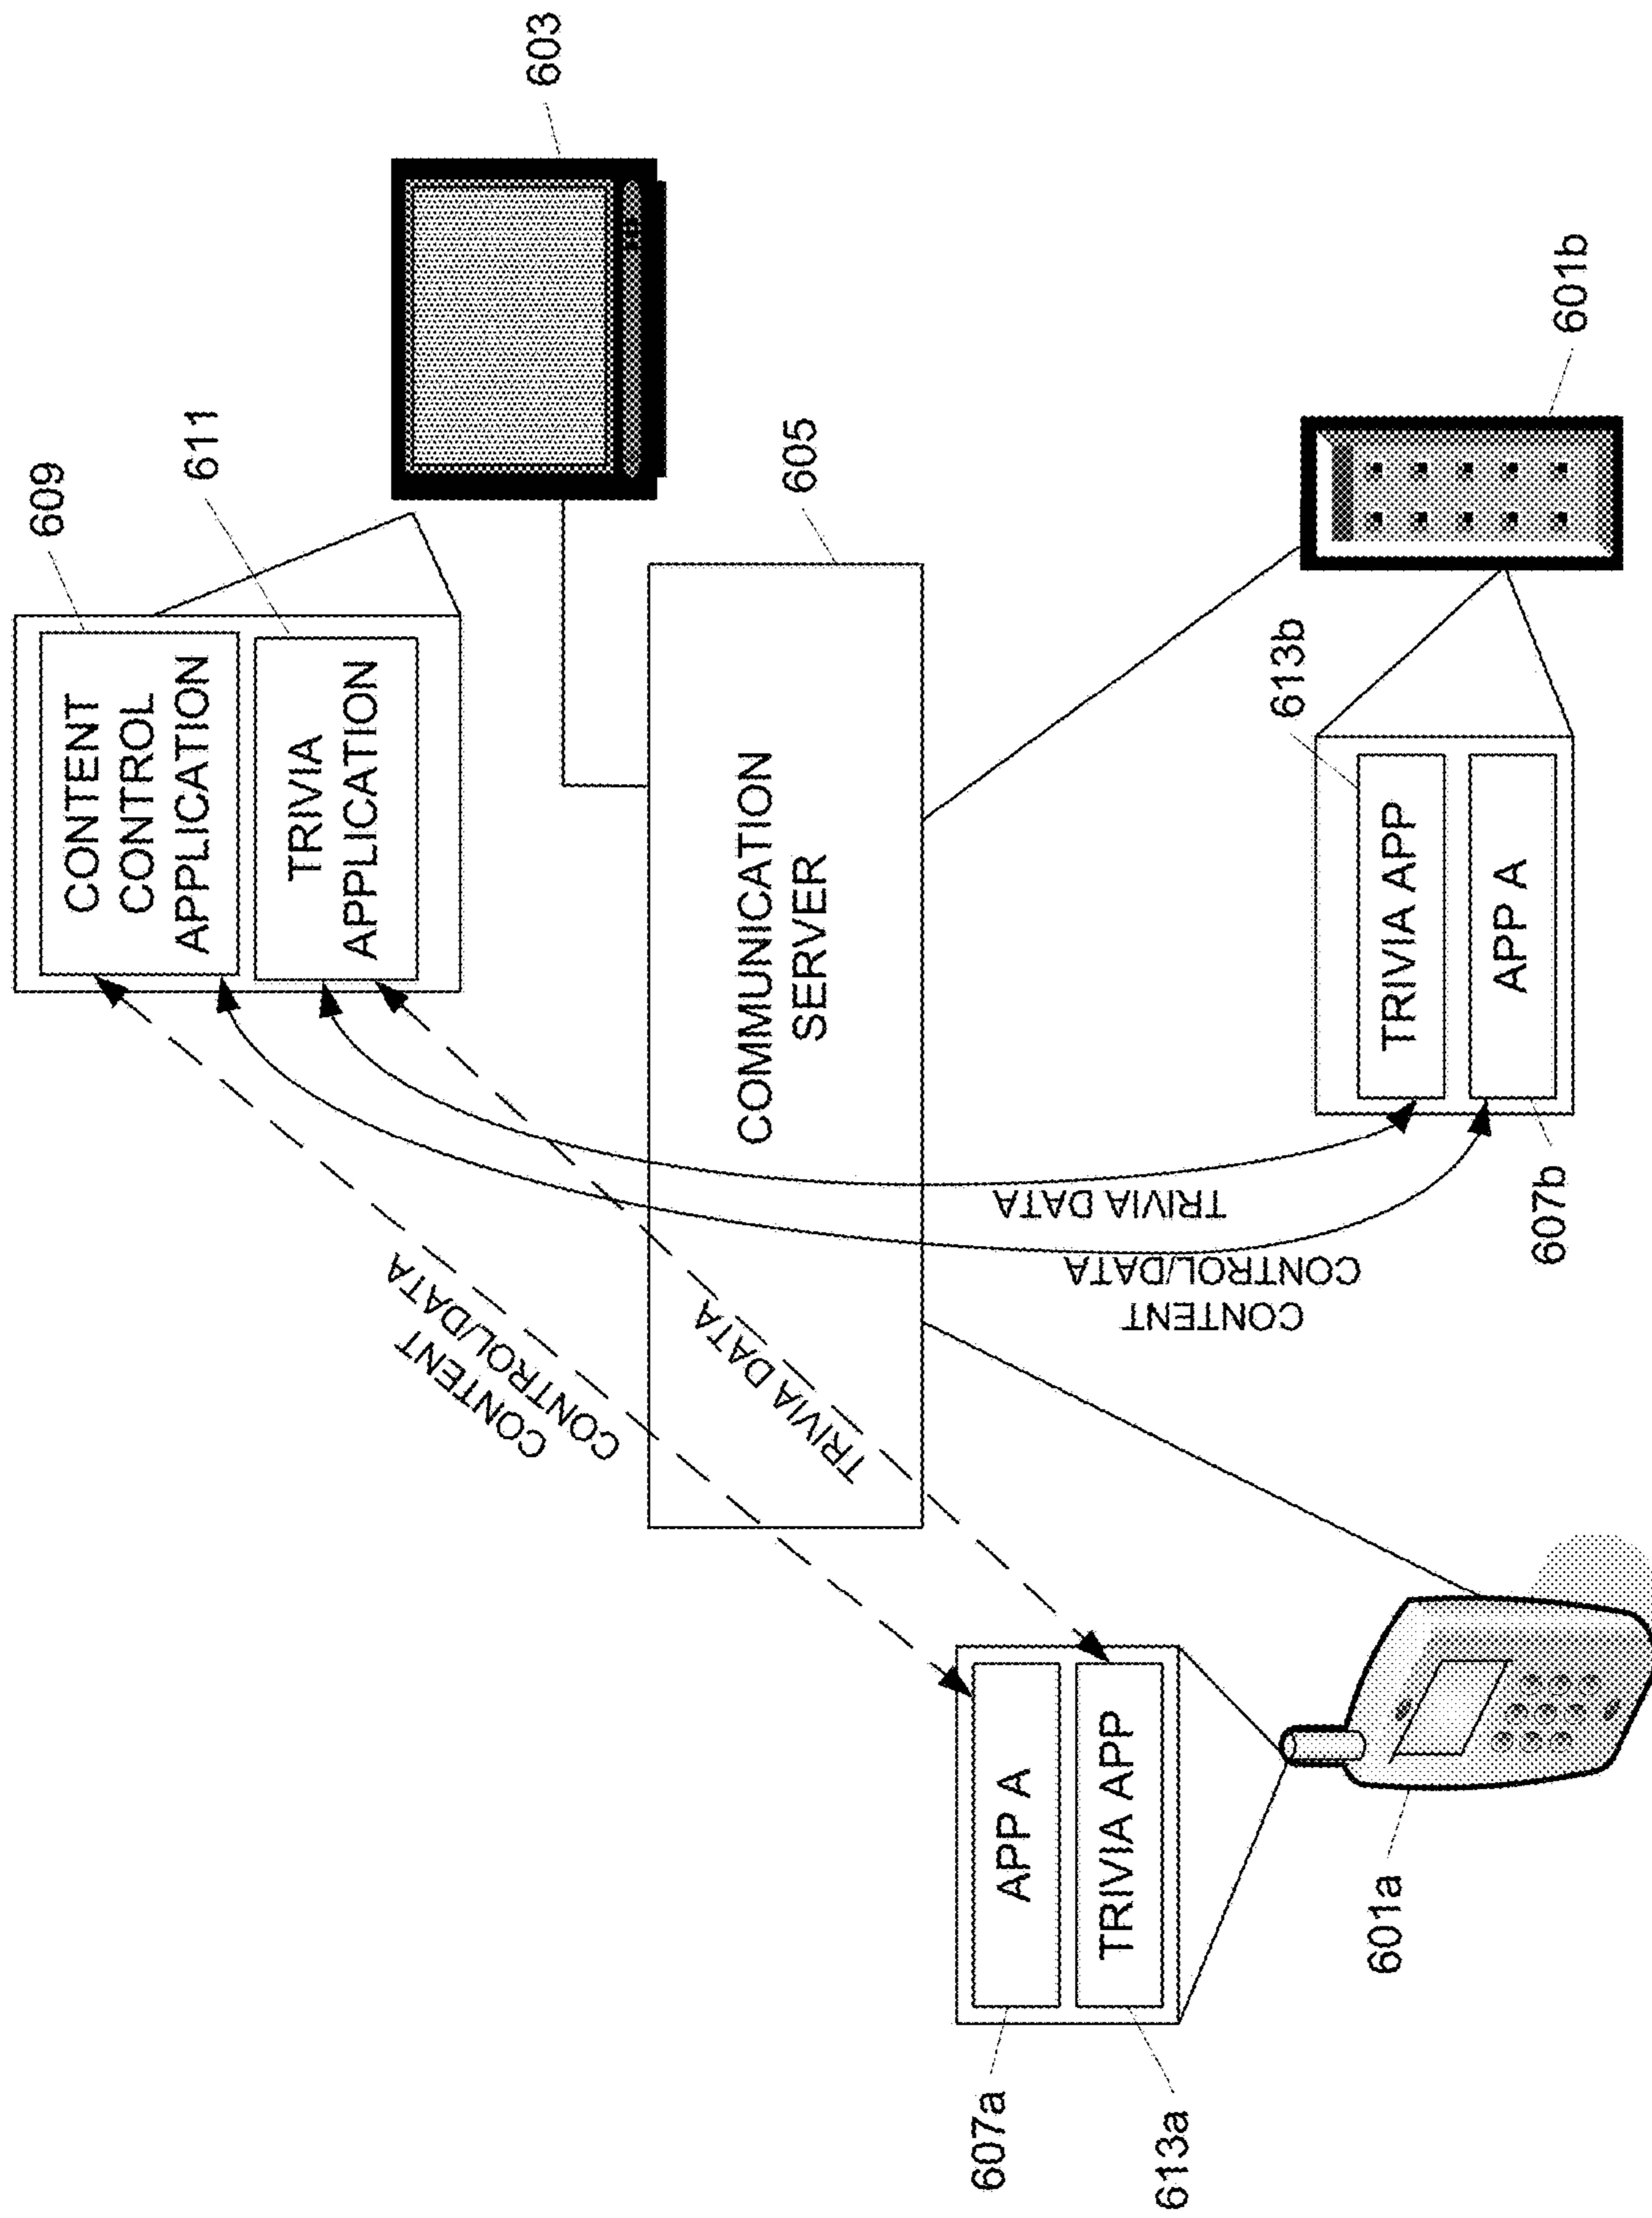 609
611
603
CONTENT
CONTROL
APPLICATION
TRIVIA
APPLICATION
605
COMMUNICATION
SERVER
CONTENT
CONTROL/DATA
TRIVIA DATA
TRIVIA DATA
CONTENT
CONTROL/DATA
607a
613a
APP A
TRIVIA APP
601a
613b
TRIVIA APP
APP A
607b
601b